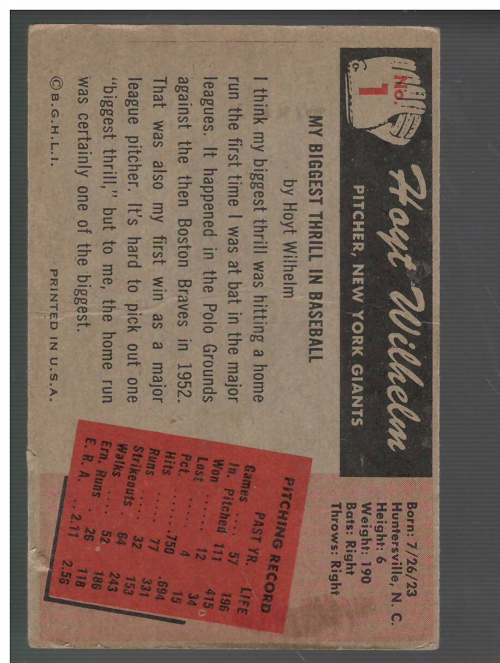 No.
1
Hoyt Wilhelm
PITCHER, NEW YORK GIANTS
Born: 7/26/23
Huntersville, N. C.
Height: 6
Weight: 190
Bats: Right
Throws: Right
MY BIGGEST THRILL IN BASEBALL
by Hoyt Wilhelm
I think my biggest thrill was hitting a home
run the first time I was at bat in the major
leagues. It happened in the Polo Grounds
against the then Boston Braves in 1952.
That was also my first win as a major
league pitcher. It's hard to pick out one
"biggest thrill," but to me, the home run
was certainly one of the biggest.
© B.G.H.L.I. PRINTED IN U.S.A.
PITCHING RECORD
PAST YR. LIFE
Games 57 196
In. Pitched 111 415
Won 12 34
Lost 4 15
Pct. .750 .694
Hits 77 331
Runs 32 153
Strikeouts 64 243
Walks 52 186
Ern. Runs 26 118
E. R. A. 2.11 2.56